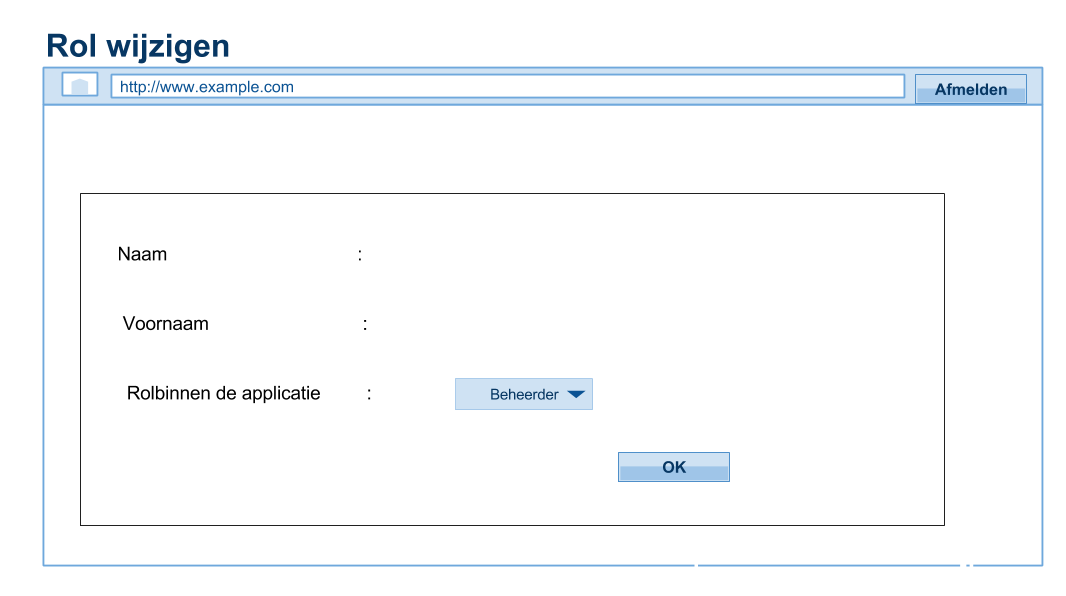 Rol wijzigen
http://www.example.com
Afmelden
Naam :
Voornaam :
Rolbinnen de applicatie : Beheerder
OK